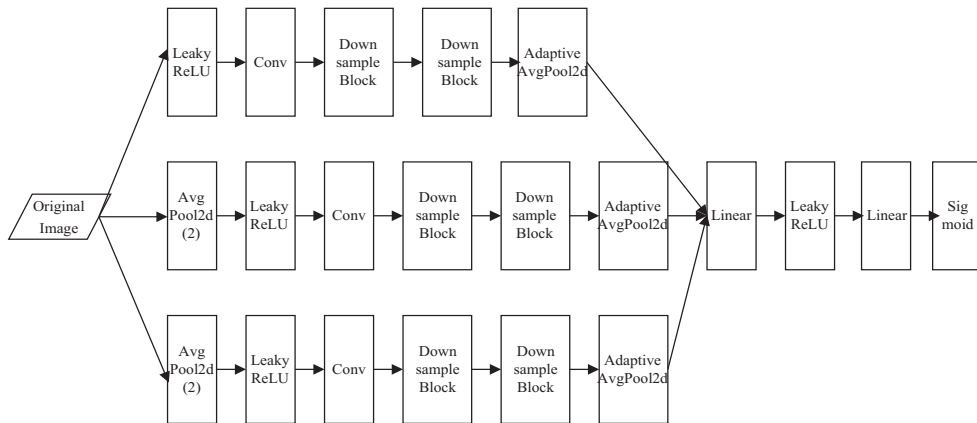 Leaky
ReLU
Conv
Down
sample
Block
Down
sample
Block
Adaptive
AvgPool2d
Original
Image
Avg
Pool2d
(2)
Leaky
ReLU
Conv
Down
sample
Block
Down
sample
Block
Adaptive
AvgPool2d
Linear
Leaky
ReLU
Linear
Sig
moid
Avg
Pool2d
(2)
Leaky
ReLU
Conv
Down
sample
Block
Down
sample
Block
Adaptive
AvgPool2d